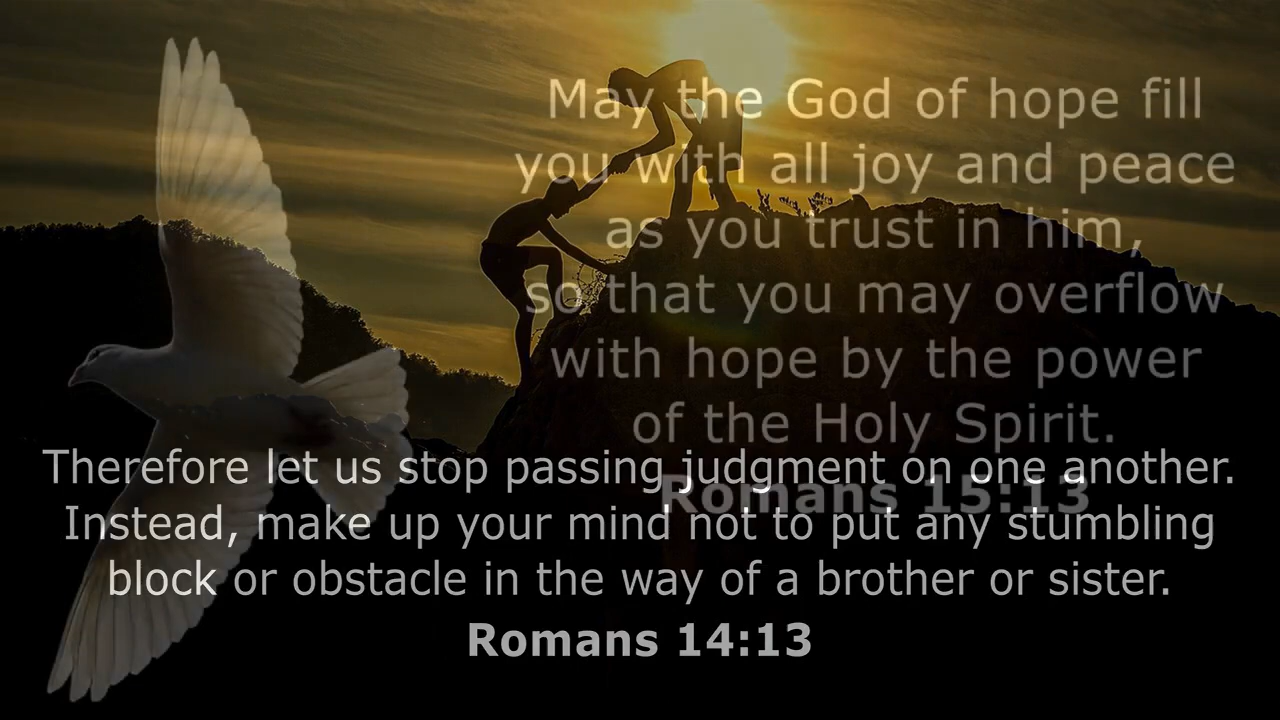 May the God of hope fill
you with all joy and peace
as you trust in him,
so that you may overflow
with hope by the power
of the Holy Spirit.
Romans 15:13
Therefore let us stop passing judgment on one another.
Instead, make up your mind not to put any stumbling
block or obstacle in the way of a brother or sister.
Romans 14:13